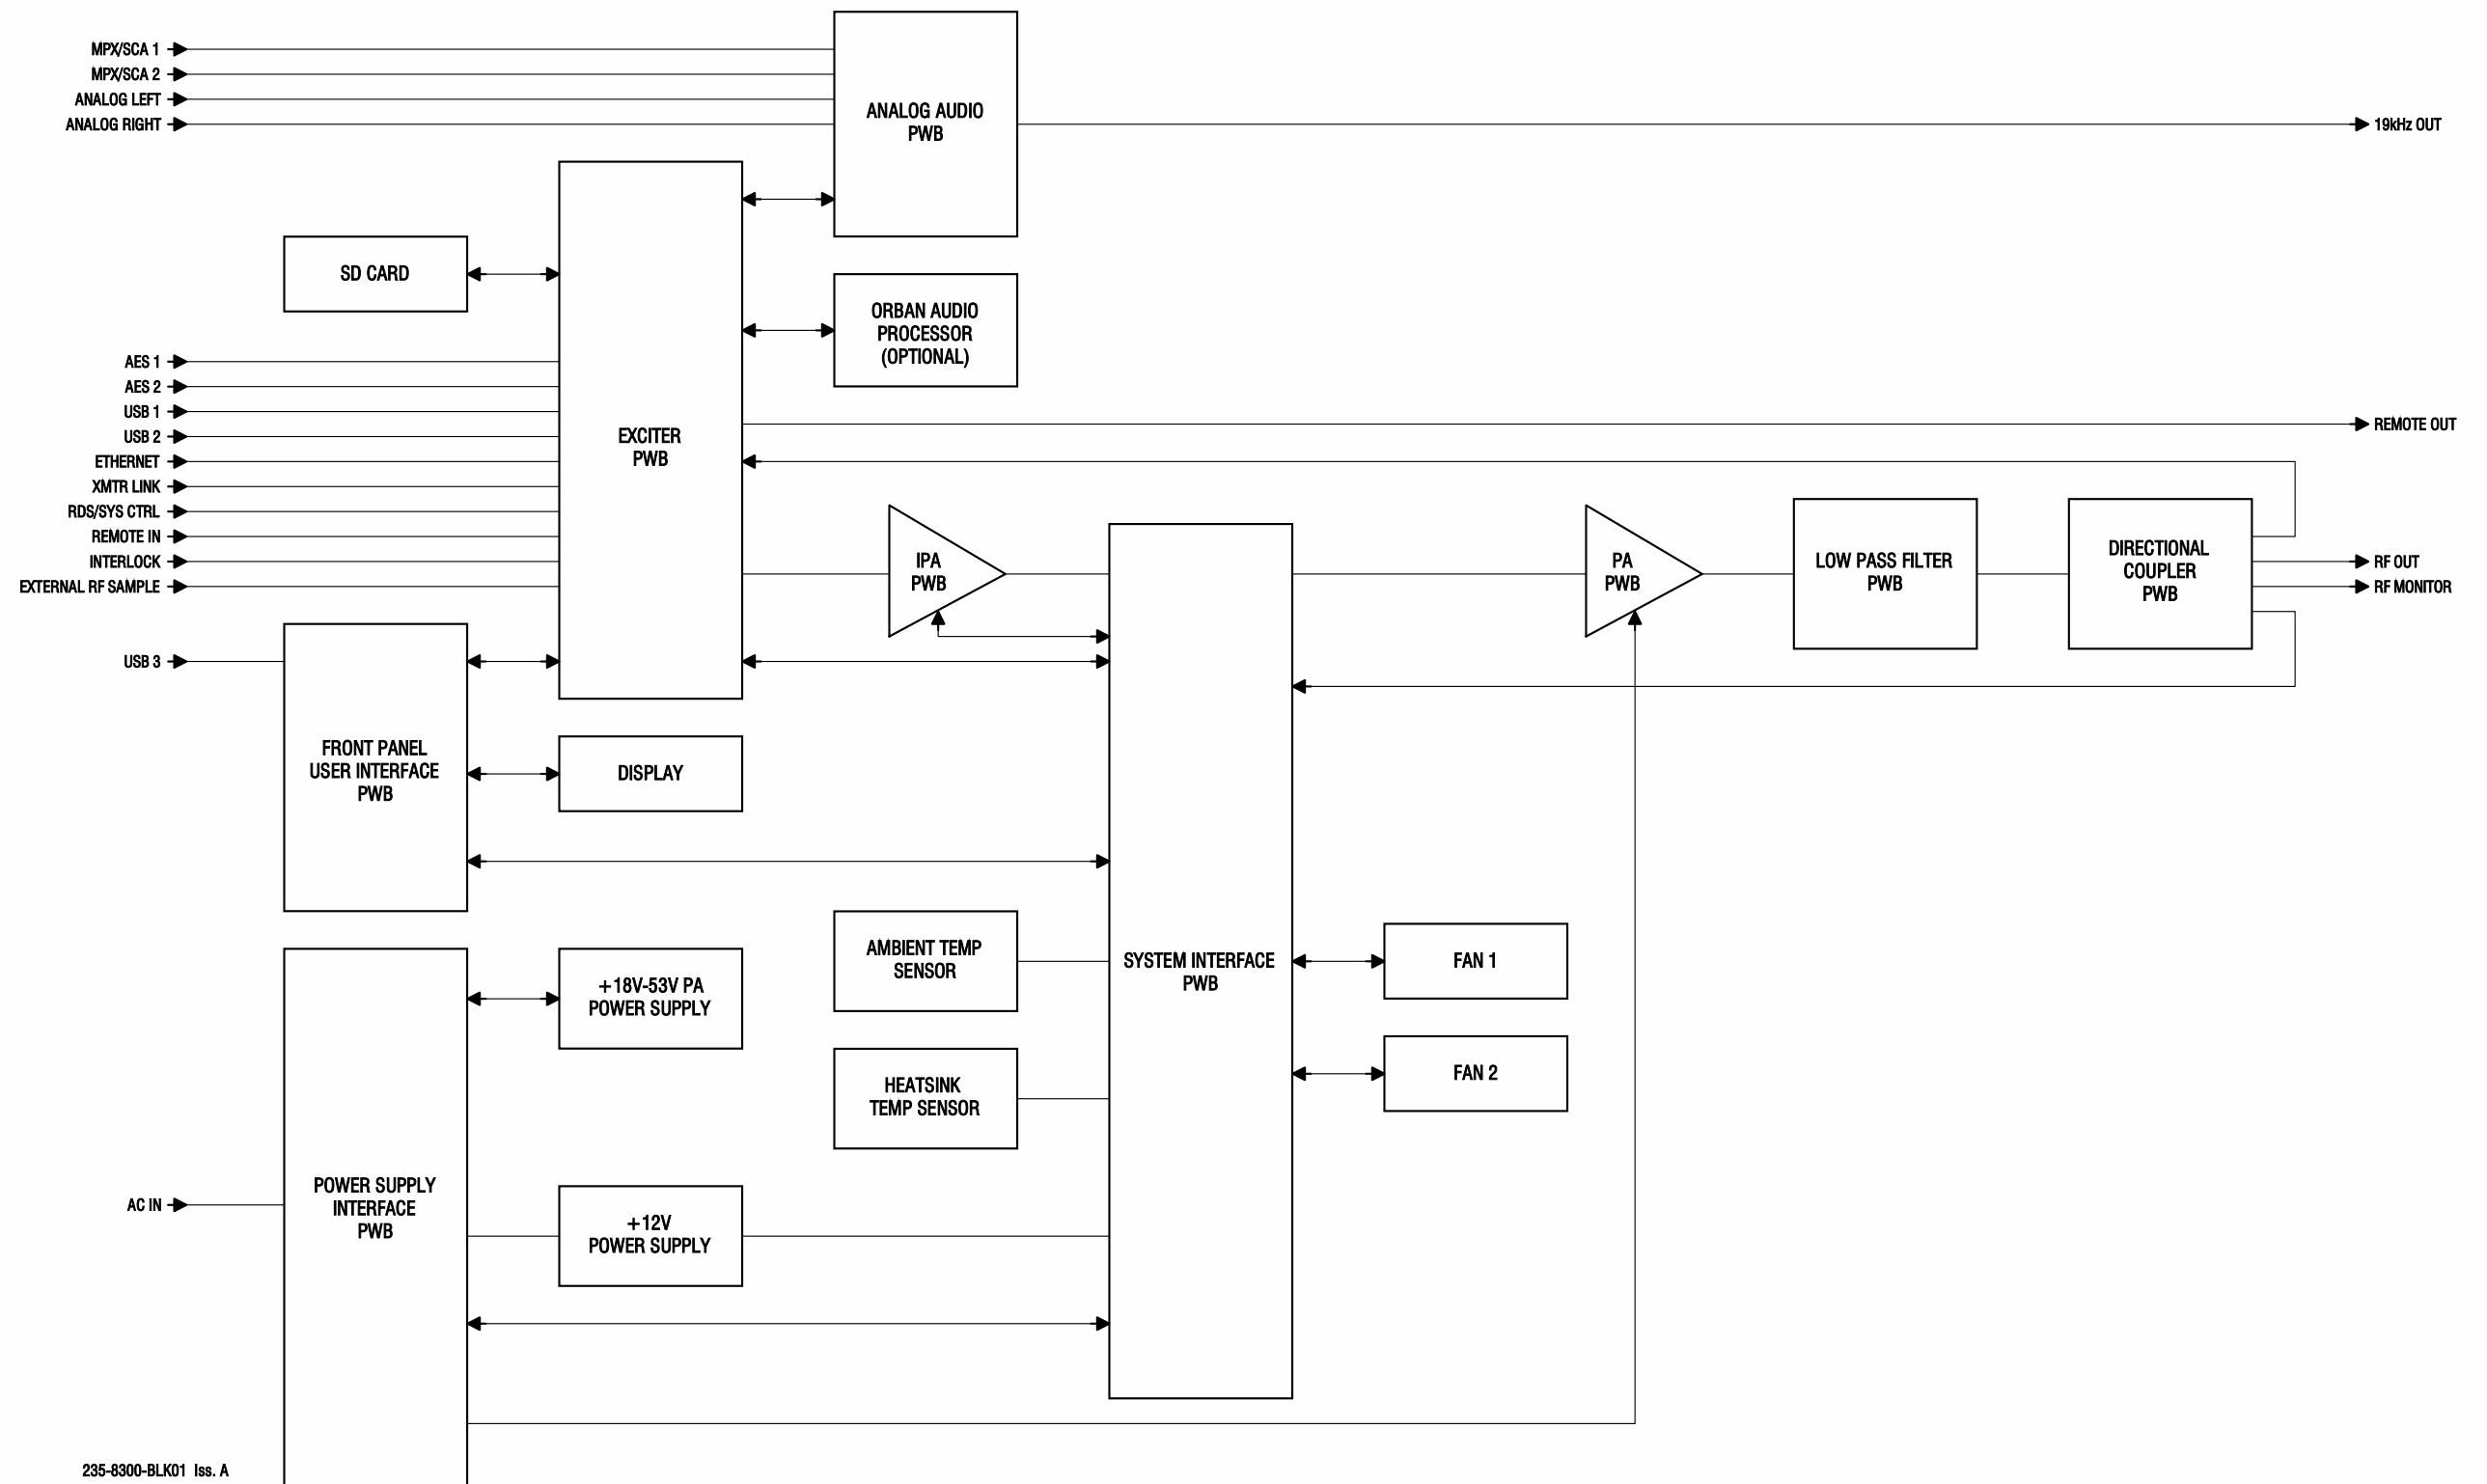 MPX/SCA 1
MPX/SCA 2
ANALOG LEFT
ANALOG RIGHT
ANALOG AUDIO
PWB
19kHz OUT
SD CARD
ORBAN AUDIO
PROCESSOR
(OPTIONAL)
AES 1
AES 2
USB 1
USB 2
ETHERNET
XMTR LINK
RDS/SYS CTRL
REMOTE IN
INTERLOCK
EXTERNAL RF SAMPLE
EXCITER
PWB
REMOTE OUT
IPA
PWB
PA
PWB
LOW PASS FILTER
PWB
DIRECTIONAL
COUPLER
PWB
RF OUT
RF MONITOR
USB 3
FRONT PANEL
USER INTERFACE
PWB
DISPLAY
AMBIENT TEMP
SENSOR
SYSTEM INTERFACE
PWB
FAN 1
+18V-53V PA
POWER SUPPLY
HEATSINK
TEMP SENSOR
FAN 2
AC IN
POWER SUPPLY
INTERFACE
PWB
+12V
POWER SUPPLY
235-8300-BLK01 Iss. A